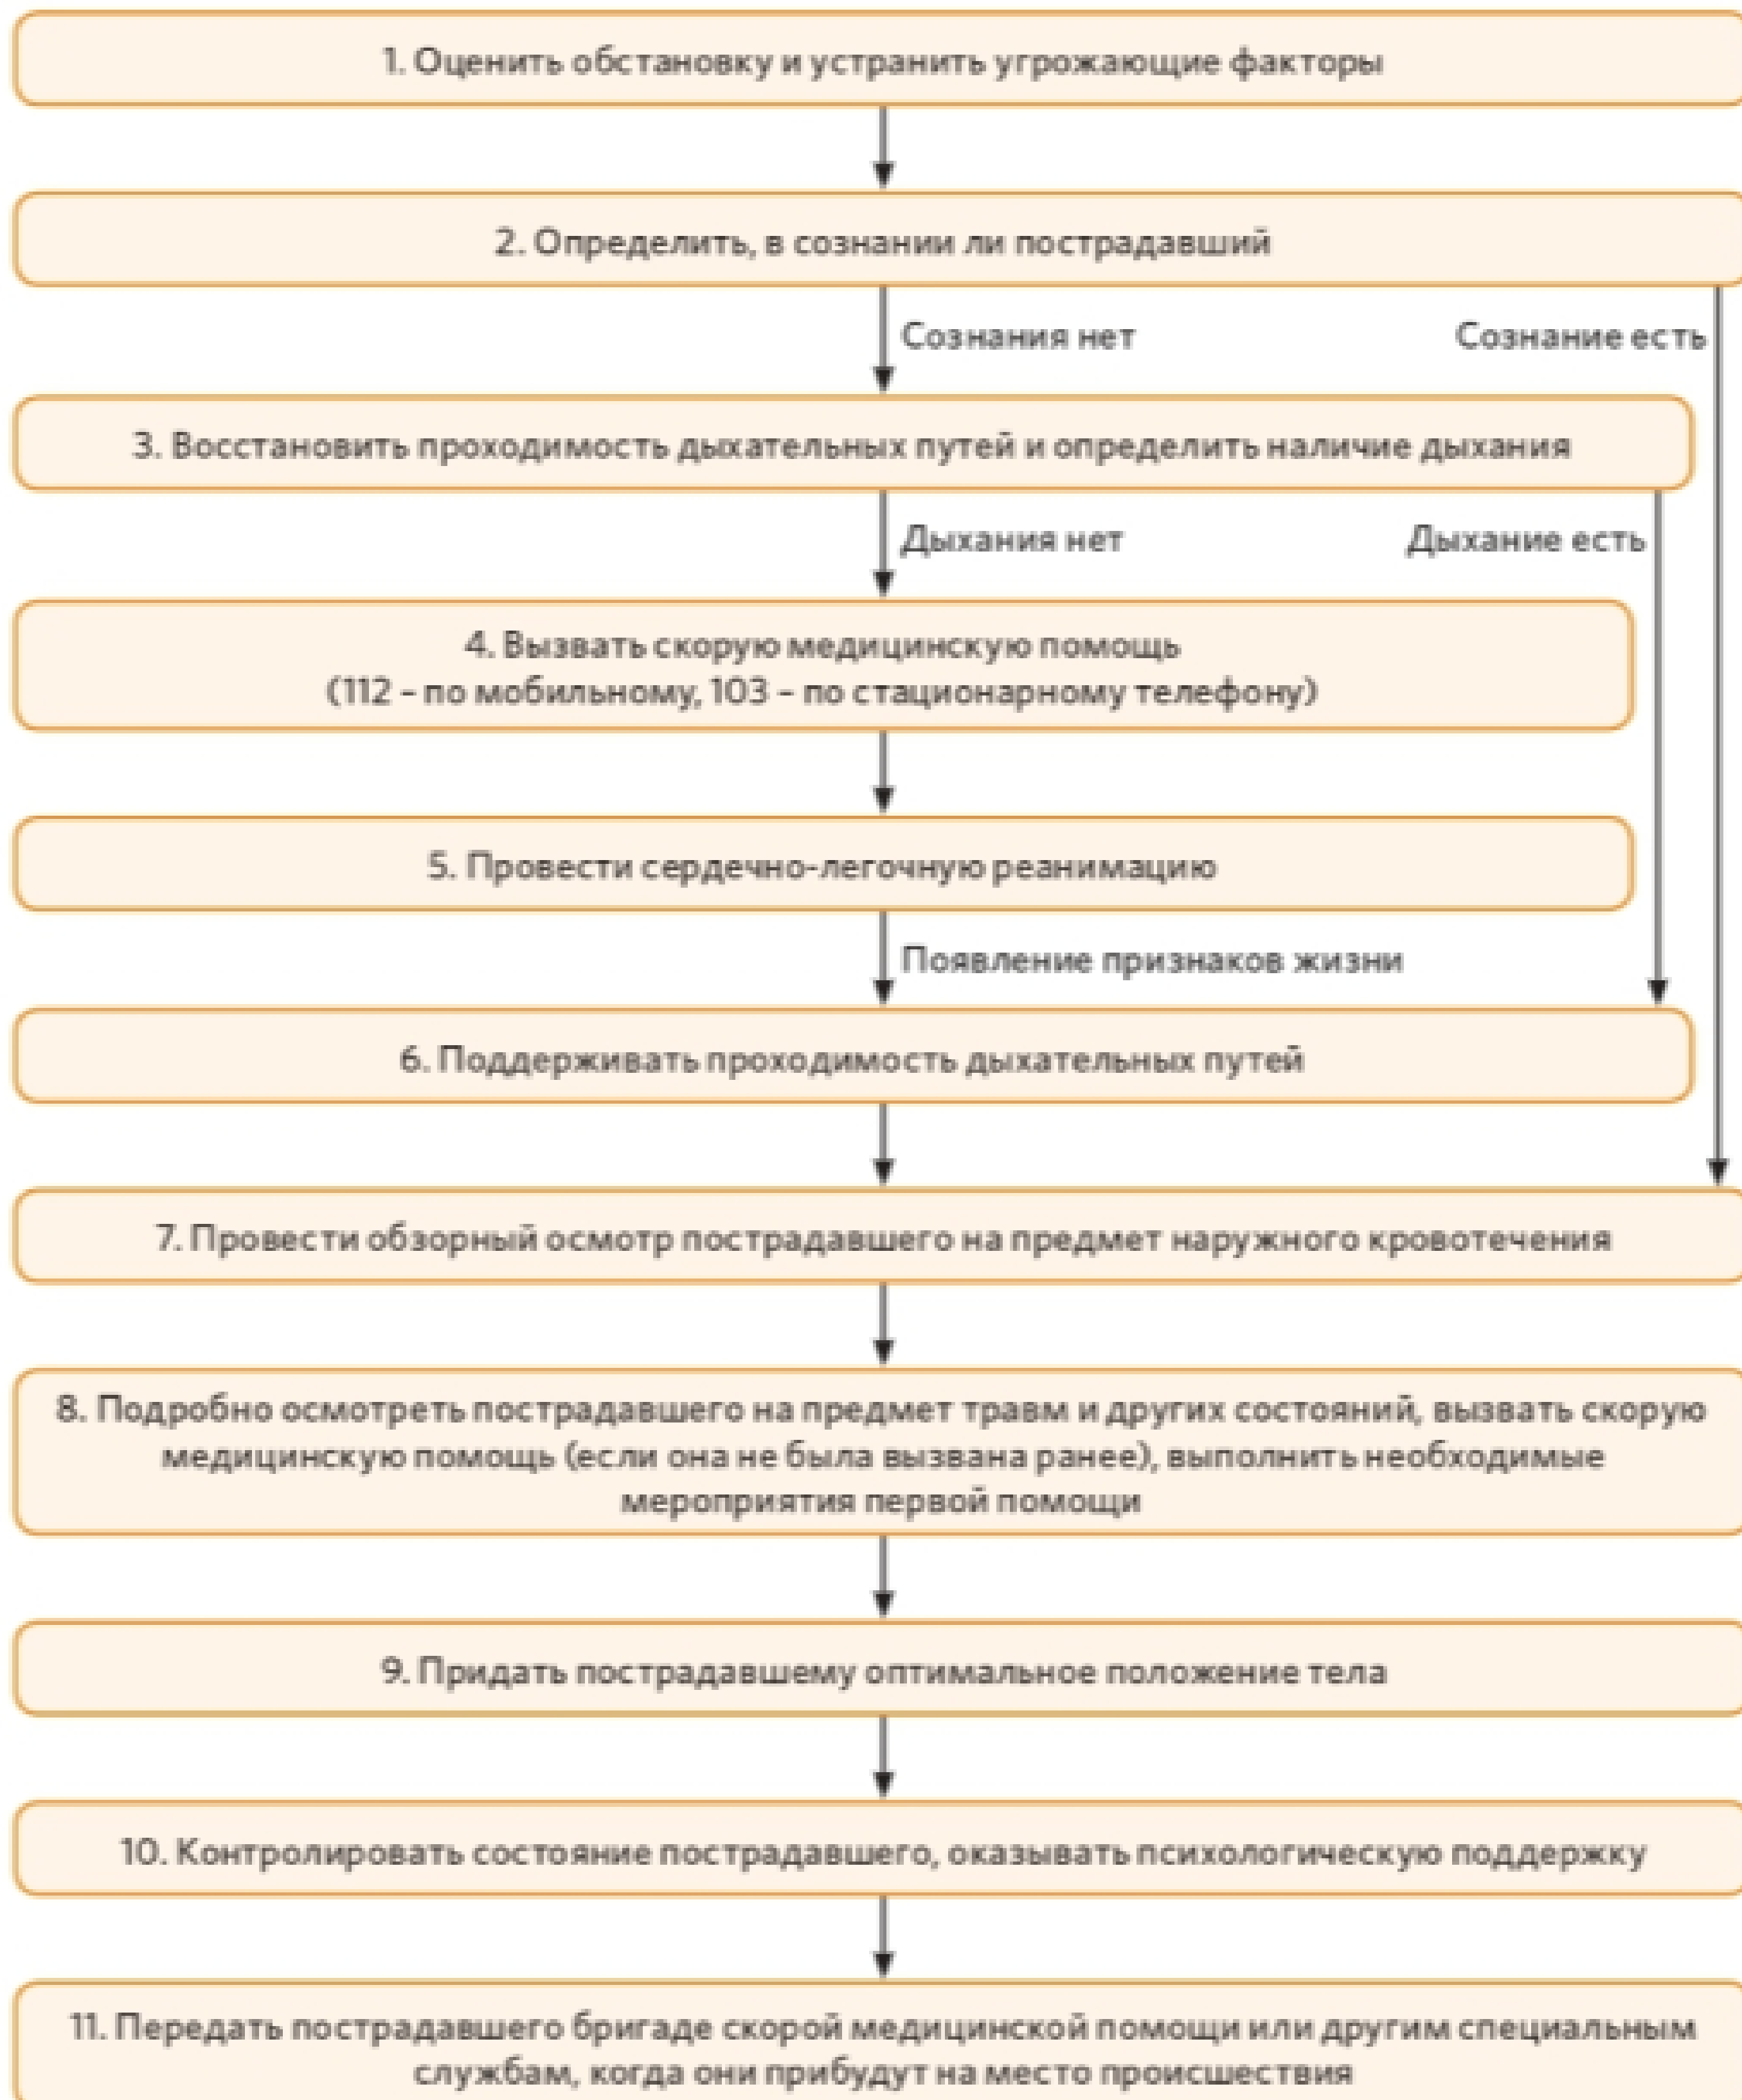 1. Оценить обстановку и устранить угрожающие факторы
2. Определить, в сознании ли пострадавший
Сознания нет
Сознание есть
3. Восстановить проходимость дыхательных путей и определить наличие дыхания
Дыхания нет
Дыхание есть
4. Вызвать скорую медицинскую помощь
(112 – по мобильному, 103 – по стационарному телефону)
5. Провести сердечно-легочную реанимацию
Появление признаков жизни
6. Поддерживать проходимость дыхательных путей
7. Провести обзорный осмотр пострадавшего на предмет наружного кровотечения
8. Подробно осмотреть пострадавшего на предмет травм и других состояний, вызвать скорую
медицинскую помощь (если она не была вызвана ранее), выполнить необходимые
мероприятия первой помощи
9. Придать пострадавшему оптимальное положение тела
10. Контролировать состояние пострадавшего, оказывать психологическую поддержку
11. Передать пострадавшего бригаде скорой медицинской помощи или другим специальным
службам, когда они прибудут на место происшествия